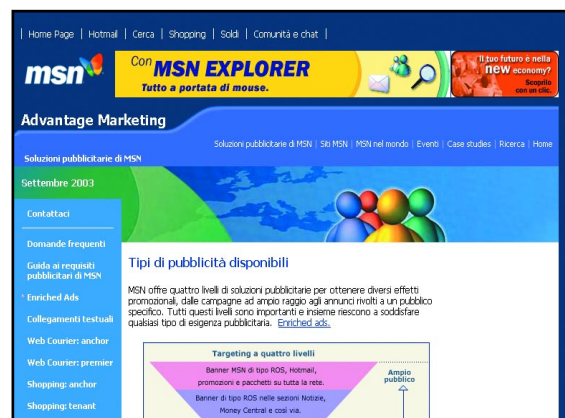 | Home Page | Hotmail | Cerca | Shopping | Soldi | Comunità e chat |
msn
Con MSN EXPLORER
Tutto a portata di mouse.
Il tuo futuro è nella
new economy?
Scoprilo
con un clic.
Advantage Marketing
Soluzioni pubblicitarie di MSN | Siti MSN | MSN nel mondo | Eventi | Case studies | Ricerca | Home
Soluzioni pubblicitarie di MSN
Settembre 2003
Contattaci
Domande frequenti
Guida ai requisiti
pubblicitari di MSN
Enriched Ads
Collegamenti testuali
Web Courier: anchor
Web Courier: premier
Shopping: anchor
Shopping: tenant
Tipi di pubblicità disponibili
MSN offre quattro livelli di soluzioni pubblicitarie per ottenere diversi effetti
promozionali, dalle campagne ad ampio raggio agli annunci rivolti a un pubblico
specifico. Tutti questi livelli sono importanti e insieme riescono a soddisfare
qualsiasi tipo di esigenza pubblicitaria. Enriched ads.
Targeting a quattro livelli
Banner MSN di tipo ROS, Hotmail,
promozioni e pacchetti su tutta la rete.
Ampio
pubblico
Banner di tipo ROS nelle sezioni Notizie,
Money Central e così via.